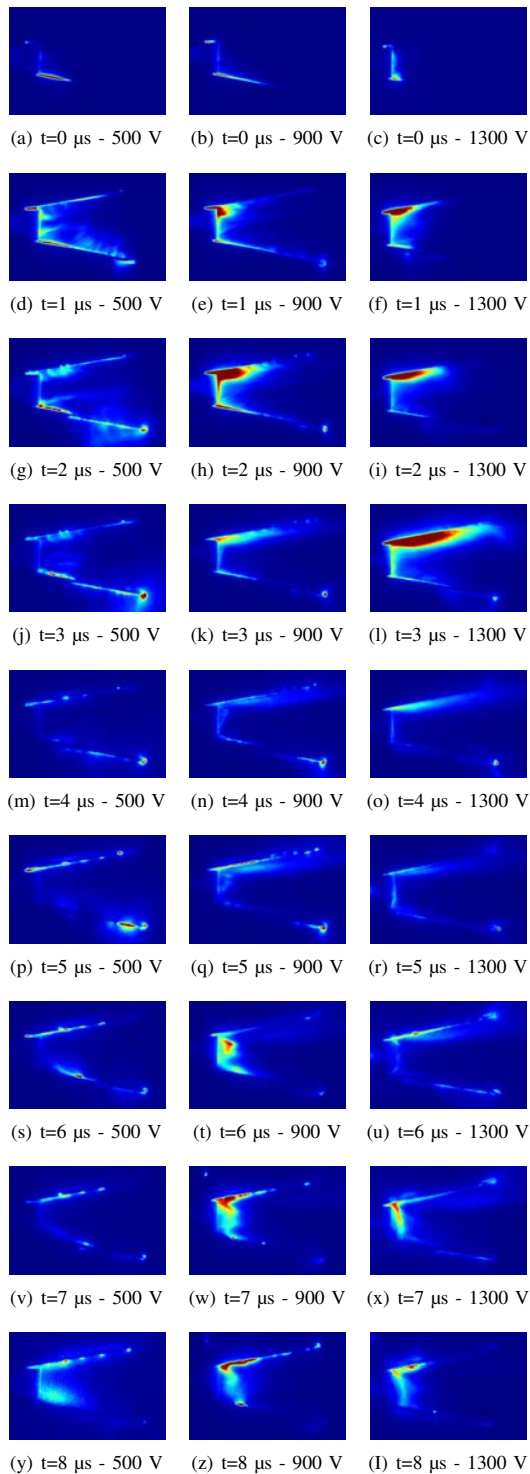 (a) t=0 µs - 500 V (b) t=0 µs - 900 V (c) t=0 µs - 1300 V
(d) t=1 µs - 500 V (e) t=1 µs - 900 V (f) t=1 µs - 1300 V
(g) t=2 µs - 500 V (h) t=2 µs - 900 V (i) t=2 µs - 1300 V
(j) t=3 µs - 500 V (k) t=3 µs - 900 V (l) t=3 µs - 1300 V
(m) t=4 µs - 500 V (n) t=4 µs - 900 V (o) t=4 µs - 1300 V
(p) t=5 µs - 500 V (q) t=5 µs - 900 V (r) t=5 µs - 1300 V
(s) t=6 µs - 500 V (t) t=6 µs - 900 V (u) t=6 µs - 1300 V
(v) t=7 µs - 500 V (w) t=7 µs - 900 V (x) t=7 µs - 1300 V
(y) t=8 µs - 500 V (z) t=8 µs - 900 V (I) t=8 µs - 1300 V